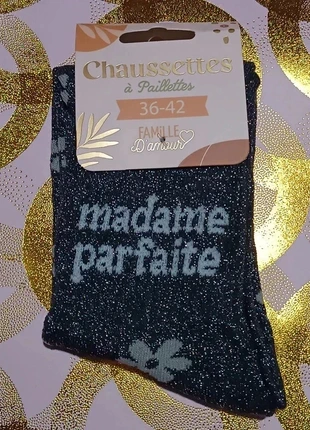 Chaussettes
à Paillettes
36-42
FAMILLE
D'amour
madame
parfaite